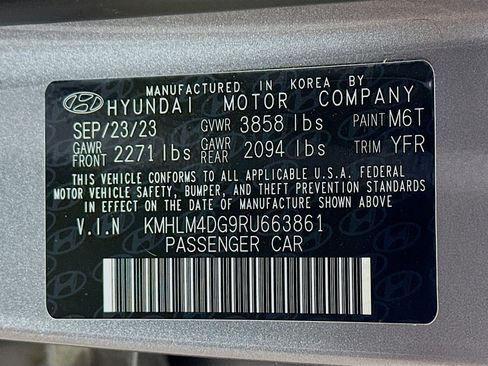 MANUFACTURED IN KOREA BY
HYUNDAI MOTOR COMPANY
SEP/23/23 GVWR 3858 lbs PAINT M6T
GAWR FRONT 2271 lbs GAWR REAR 2094 lbs TRIM YFR
THIS VEHICLE CONFORMS TO ALL APPLICABLE U.S.A. FEDERAL
MOTOR VEHICLE SAFETY, BUMPER, AND THEFT PREVENTION STANDARDS
IN EFFECT ON THE DATE OF MANUFACTURE SHOWN ABOVE.
V.I.N KMHLM4DG9RU663861
PASSENGER CAR